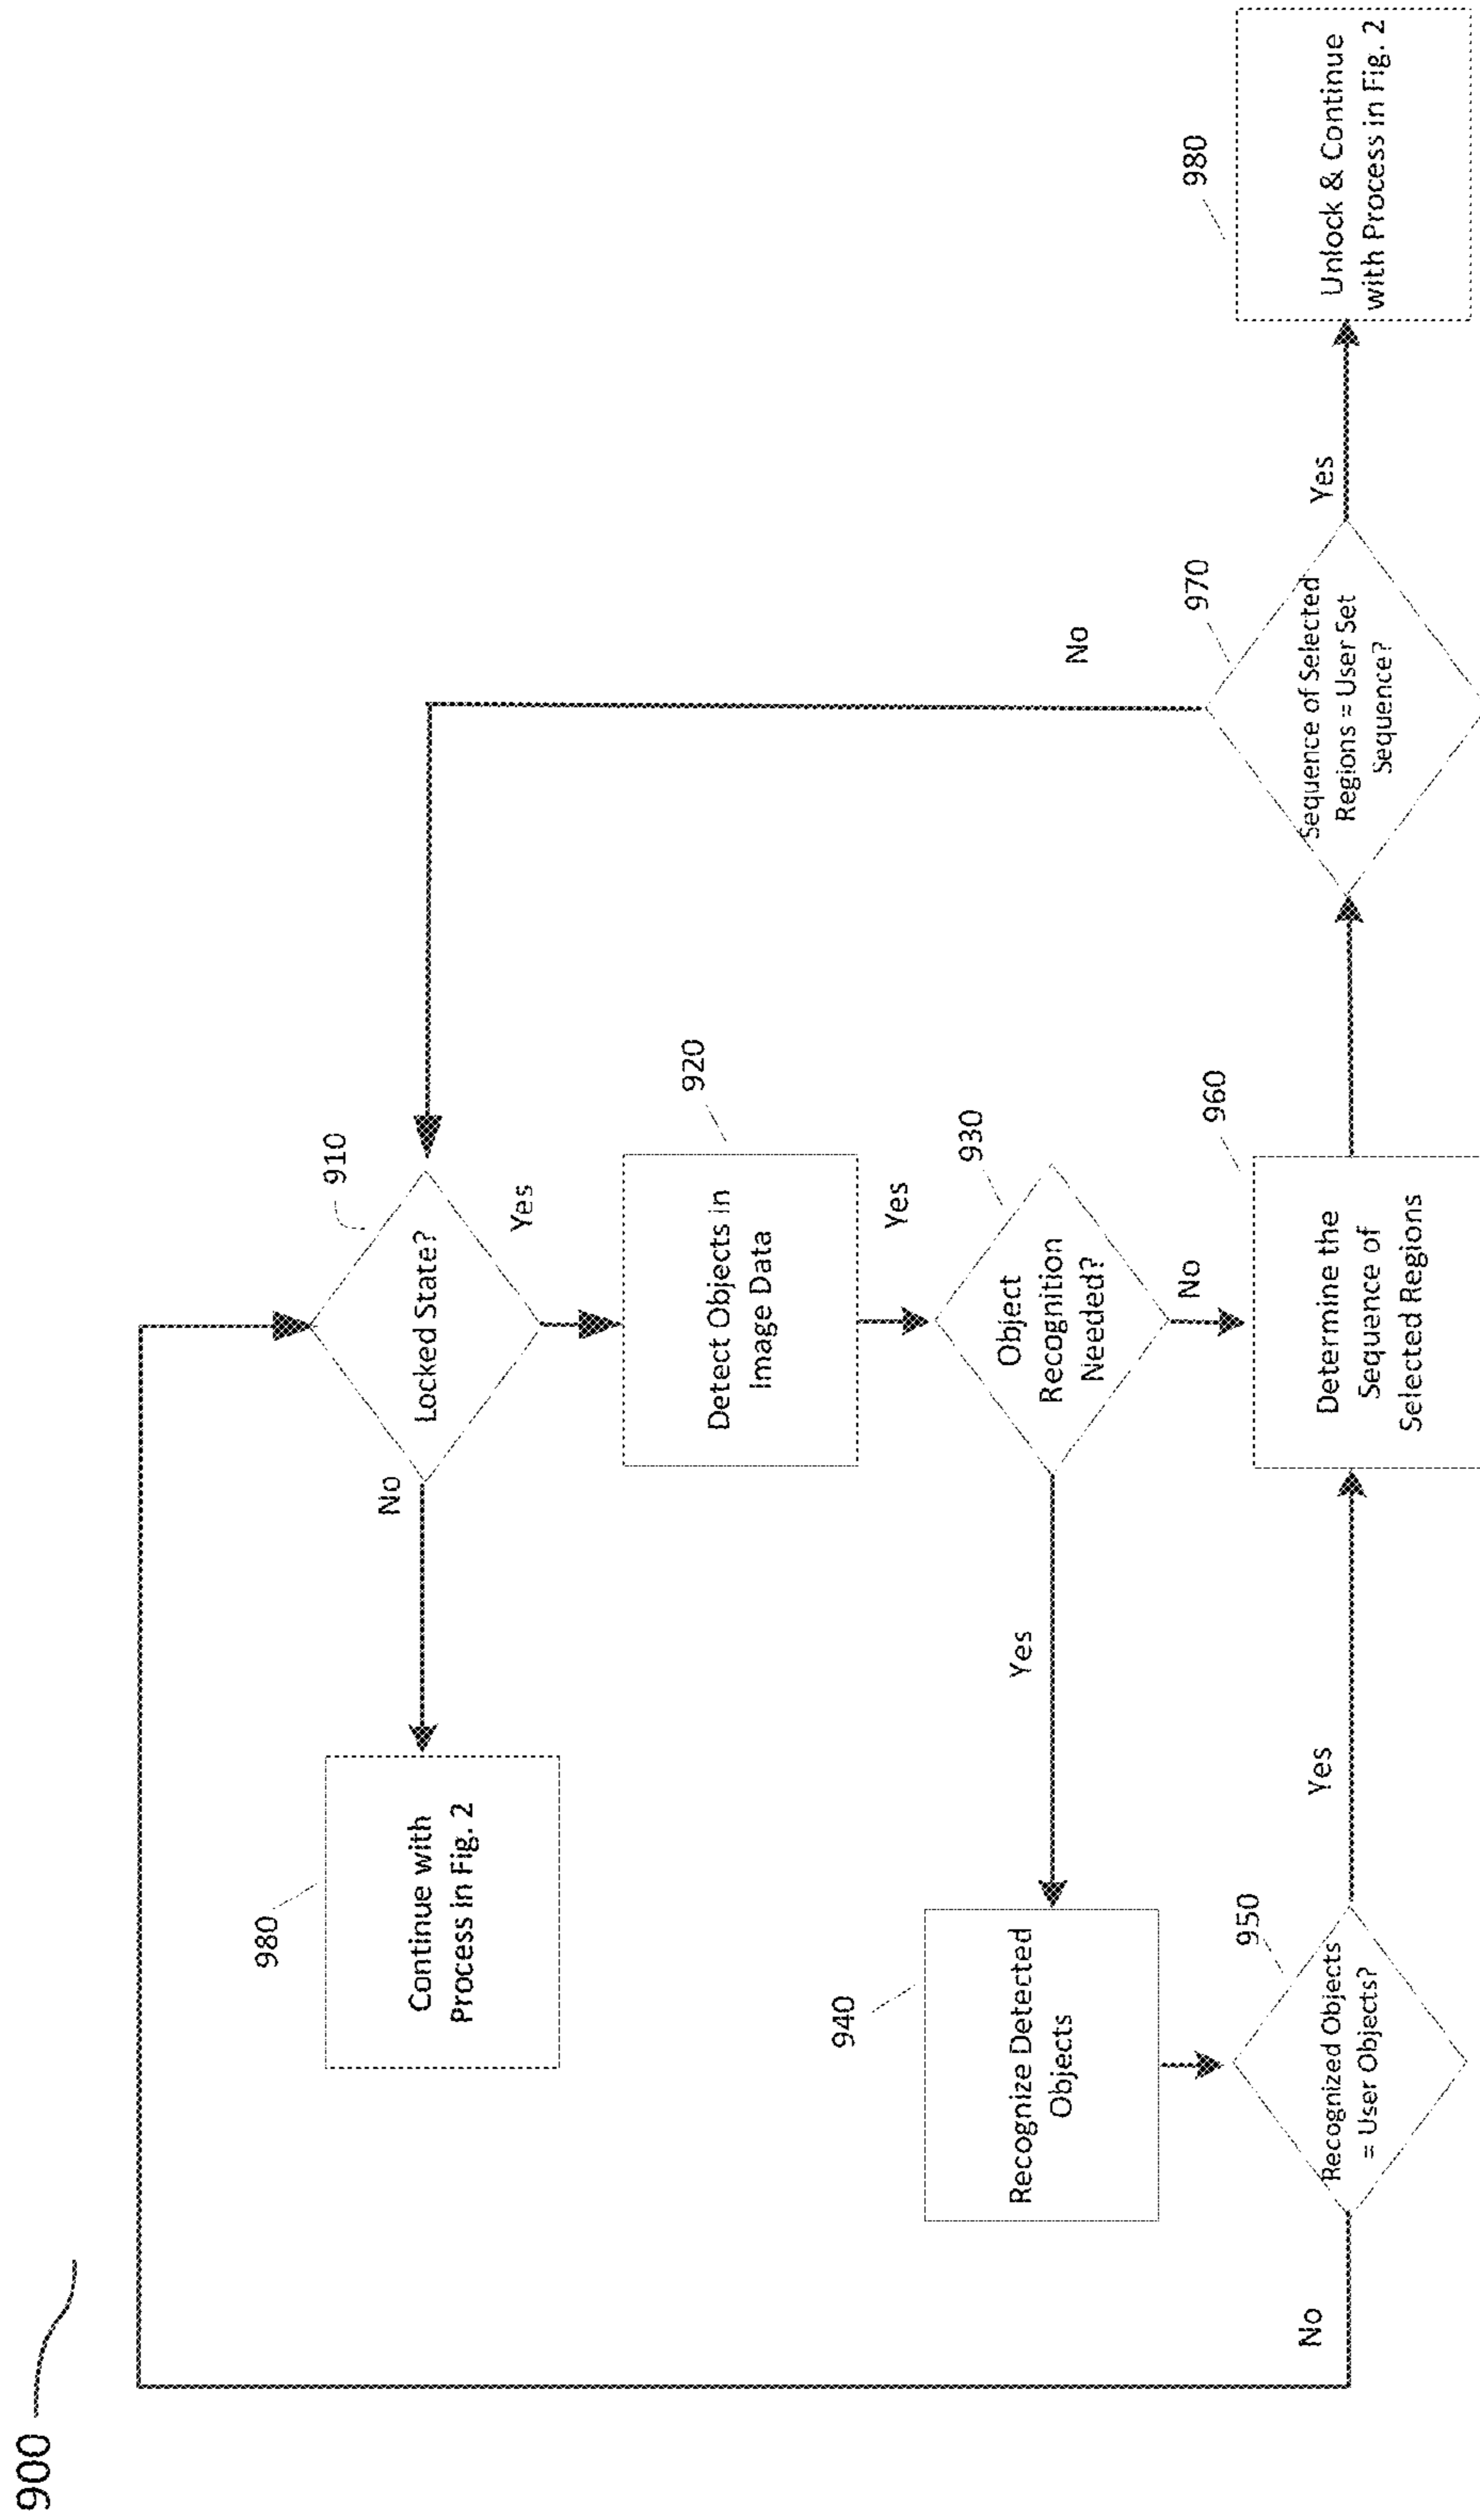 900
910
Locked State?
No
Yes
980
Continue with
Process in Fig. 2
920
Detect Objects in
Image Data
Yes
930
Object
Recognition
Needed?
Yes
No
940
Recognize Detected
Objects
950
Recognized Objects
= User Objects?
No
Yes
960
Determine the
Sequence of
Selected Regions
970
Sequence of Selected
Regions = User Set
Sequence?
No
Yes
980
Unlock & Continue
with Process in Fig. 2